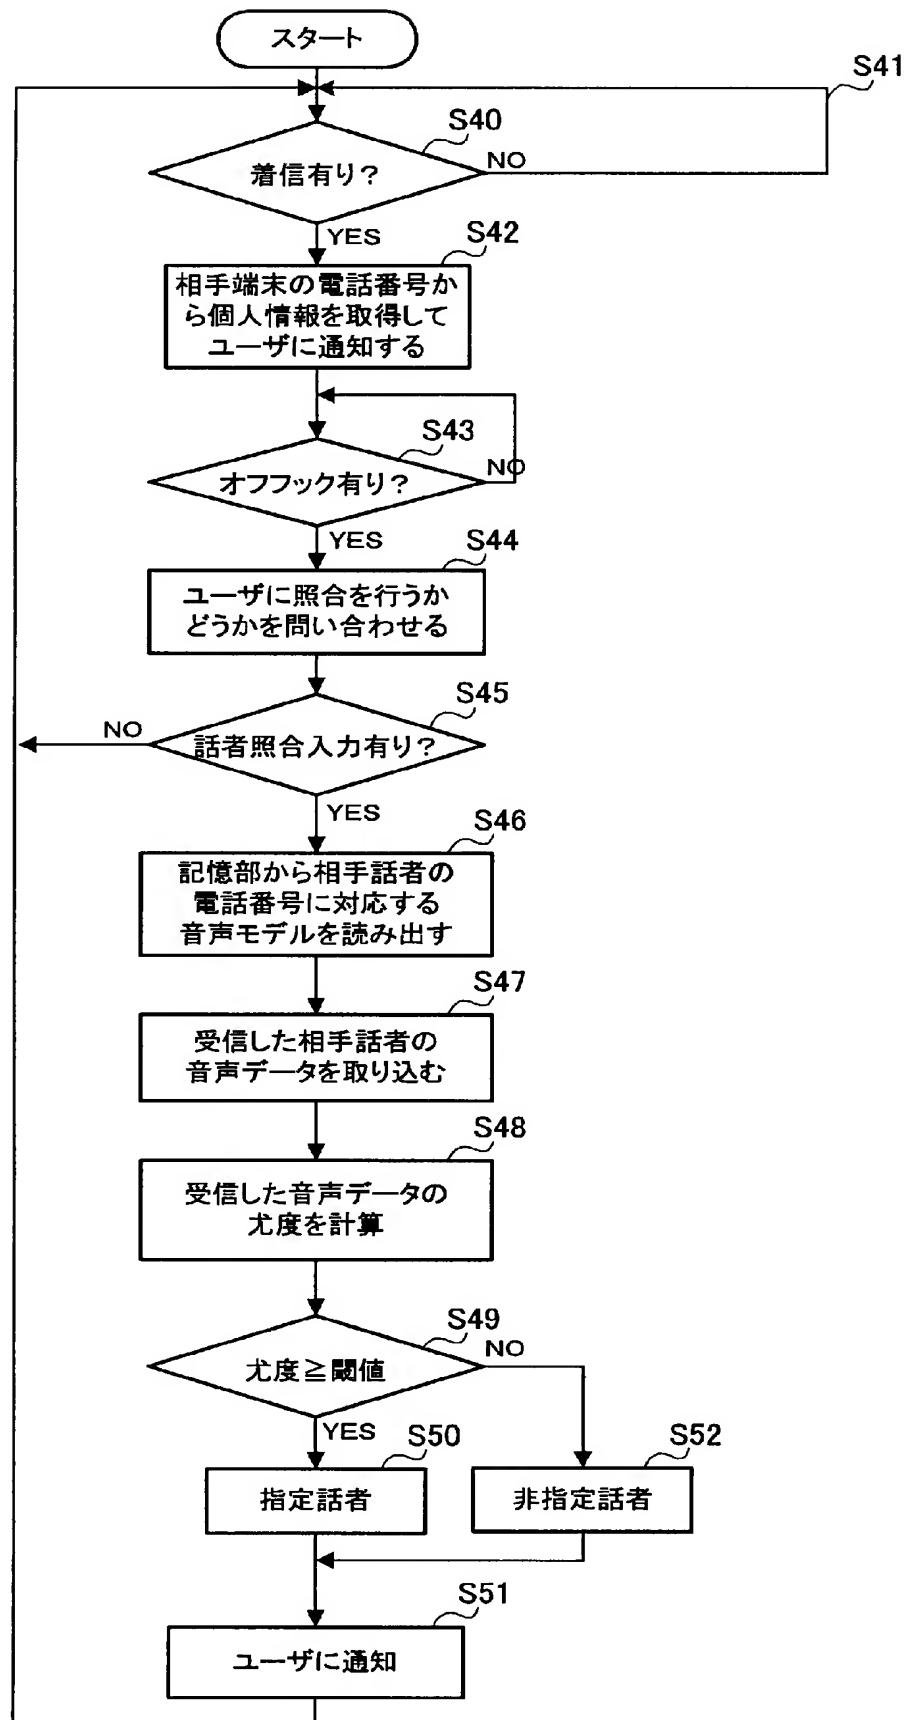 スタート
S41
S40
着信有り?
NO
YES
S42
相手端末の電話番号か
ら個人情報を取得して
ユーザに通知する
S43
オフフック有り?
NO
YES
S44
ユーザに照合を行うか
どうかを問い合わせる
S45
NO
話者照合入力有り?
YES
S46
記憶部から相手話者の
電話番号に対応する
音声モデルを読み出す
S47
受信した相手話者の
音声データを取り込む
S48
受信した音声データの
尤度を計算
S49
NO
尤度≧閾値
YES
S50
S52
指定話者
非指定話者
S51
ユーザに通知